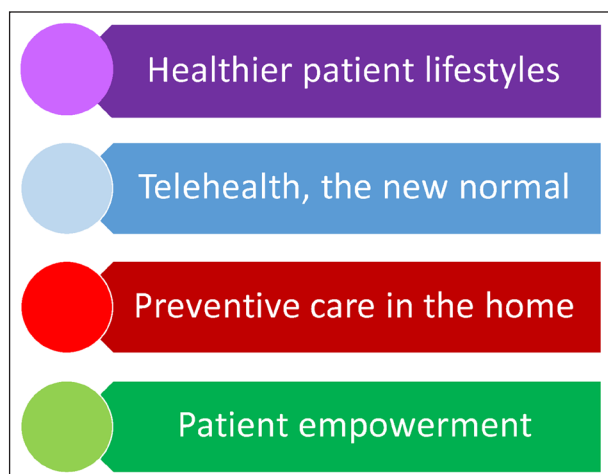 Healthier patient lifestyles
Telehealth, the new normal
Preventive care in the home
Patient empowerment